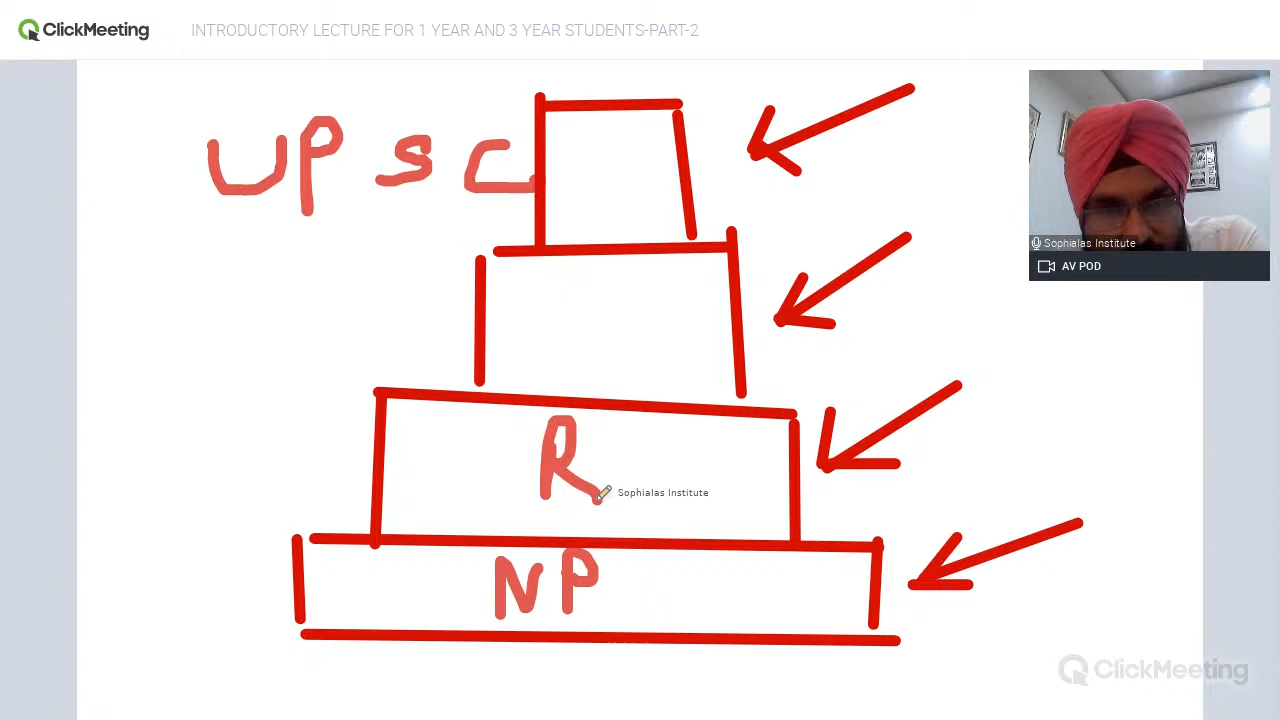 ClickMeeting INTRODUCTORY LECTURE FOR 1 YEAR AND 3 YEAR STUDENTS-PART-2
UPSC
Sophialas Institute
AV POD
R
Sophialas Institute
NP
ClickMeeting